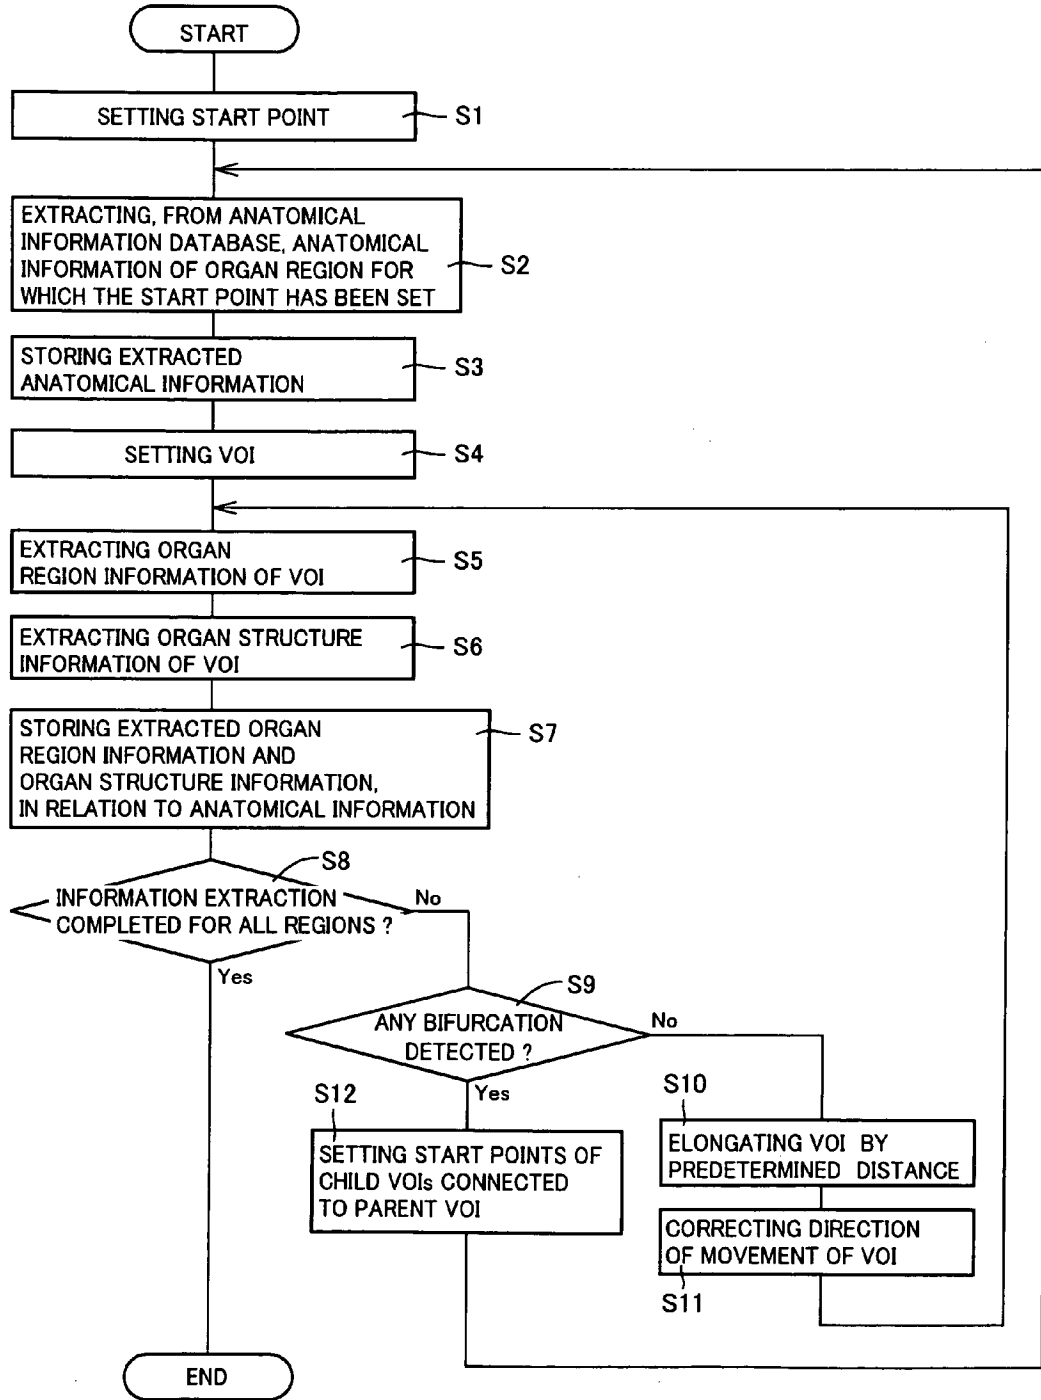 START
SETTING START POINT
S1
EXTRACTING, FROM ANATOMICAL
INFORMATION DATABASE, ANATOMICAL
INFORMATION OF ORGAN REGION FOR
WHICH THE START POINT HAS BEEN SET
S2
STORING EXTRACTED
ANATOMICAL INFORMATION
S3
SETTING VOI
S4
EXTRACTING ORGAN
REGION INFORMATION OF VOI
S5
EXTRACTING ORGAN STRUCTURE
INFORMATION OF VOI
S6
STORING EXTRACTED ORGAN
REGION INFORMATION AND
ORGAN STRUCTURE INFORMATION,
IN RELATION TO ANATOMICAL INFORMATION
S7
S8
INFORMATION EXTRACTION
COMPLETED FOR ALL REGIONS ?
No
Yes
S9
ANY BIFURCATION
DETECTED ?
No
Yes
S12
SETTING START POINTS OF
CHILD VOIs CONNECTED
TO PARENT VOI
S10
ELONGATING VOI BY
PREDETERMINED DISTANCE
CORRECTING DIRECTION
OF MOVEMENT OF VOI
S11
END